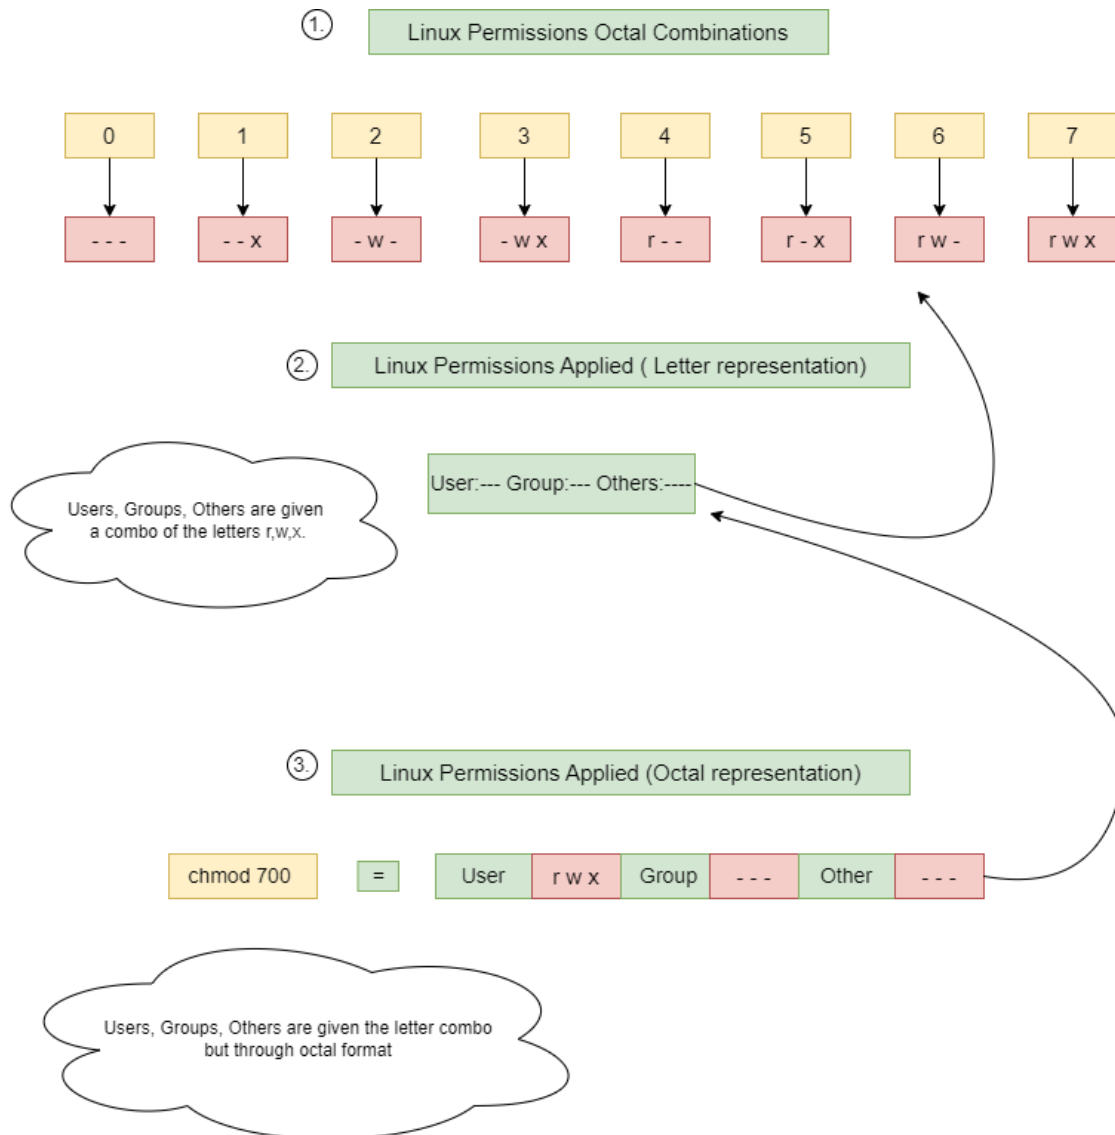 1.
Linux Permissions Octal Combinations
0 1 2 3 4 5 6 7
- - - - - x - w - - w x r - - r - x r w - r w x
2.
Linux Permissions Applied ( Letter representation)
Users, Groups, Others are given
a combo of the letters r,w,x.
User:--- Group:--- Others:----
3.
Linux Permissions Applied (Octal representation)
chmod 700 = User r w x Group - - - Other - - -
Users, Groups, Others are given the letter combo
but through octal format